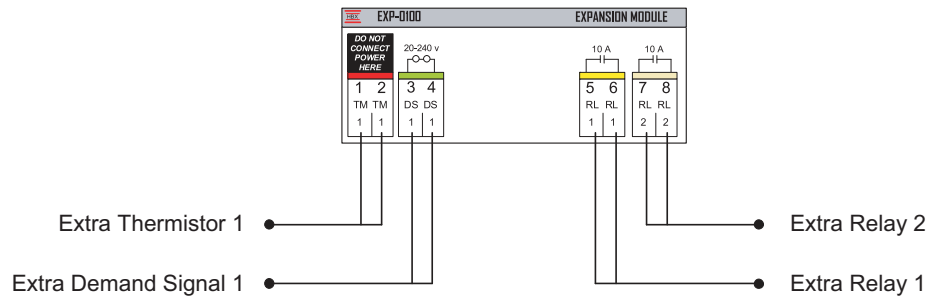 HBX EXP-0100 EXPANSION MODULE
DO NOT
CONNECT
POWER
HERE
20-240 v
10 A 10 A
1 2 3 4 5 6 7 8
TM TM DS DS RL RL RL RL
1 1 1 1 1 1 2 2
Extra Thermistor 1 Extra Relay 2
Extra Demand Signal 1 Extra Relay 1